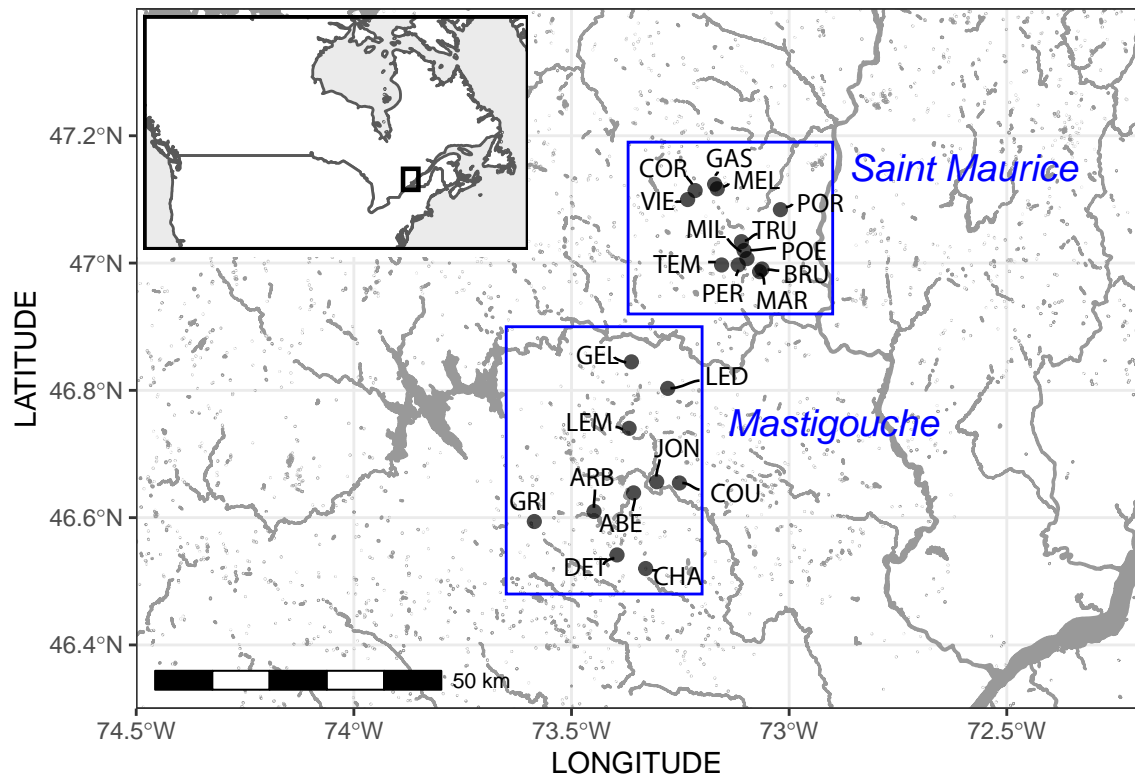 47.2°N
47°N
46.8°N
46.6°N
46.4°N
LATITUDE
Saint Maurice
COR
GAS
MEL
VIE
POR
MIL
TRU
POE
TEM
BRU
PER
MAR
Mastigouche
GEL
LED
LEM
JON
ARB
COU
GRI
ABE
DET
CHA
50 km
74.5°W
74°W
73.5°W
73°W
72.5°W
LONGITUDE